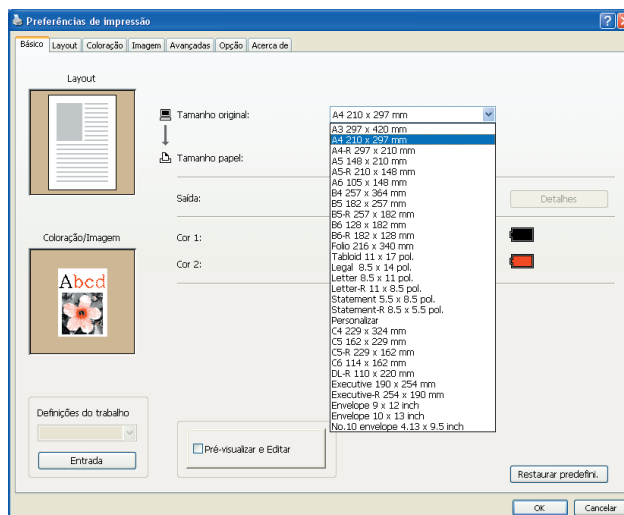 Preferências de impressão
Básico Layout Coloração Imagem Avançadas Opção Acerca de
Layout
Tamanho original:
A4 210 x 297 mm
A3 297 x 420 mm
A4 210 x 297 mm
A4-R 297 x 210 mm
A5 148 x 210 mm
A5-R 210 x 148 mm
A6 105 x 148 mm
B4 257 x 364 mm
B5 182 x 257 mm
B5-R 257 x 182 mm
B6 128 x 182 mm
B6-R 182 x 128 mm
Folio 216 x 340 mm
Tabloid 11 x 17 pol.
Legal 8.5 x 14 pol.
Letter 8.5 x 11 pol.
Letter-R 11 x 8.5 pol.
Statement 5.5 x 8.5 pol.
Statement-R 8.5 x 5.5 pol.
Personalizar
C4 229 x 324 mm
C5 162 x 229 mm
C5-R 229 x 162 mm
C6 114 x 162 mm
DL-R 110 x 220 mm
Executive 190 x 254 mm
Executive-R 254 x 190 mm
Envelope 9 x 12 inch
Envelope 10 x 13 inch
No.10 envelope 4.13 x 9.5 inch
Tamanho papel:
Saída:
Detalhes
Coloração/Imagem
Cor 1:
Cor 2:
Abcd
Definições do trabalho
Entrada
Pré-visualizar e Editar
Restaurar predefini.
OK
Cancelar